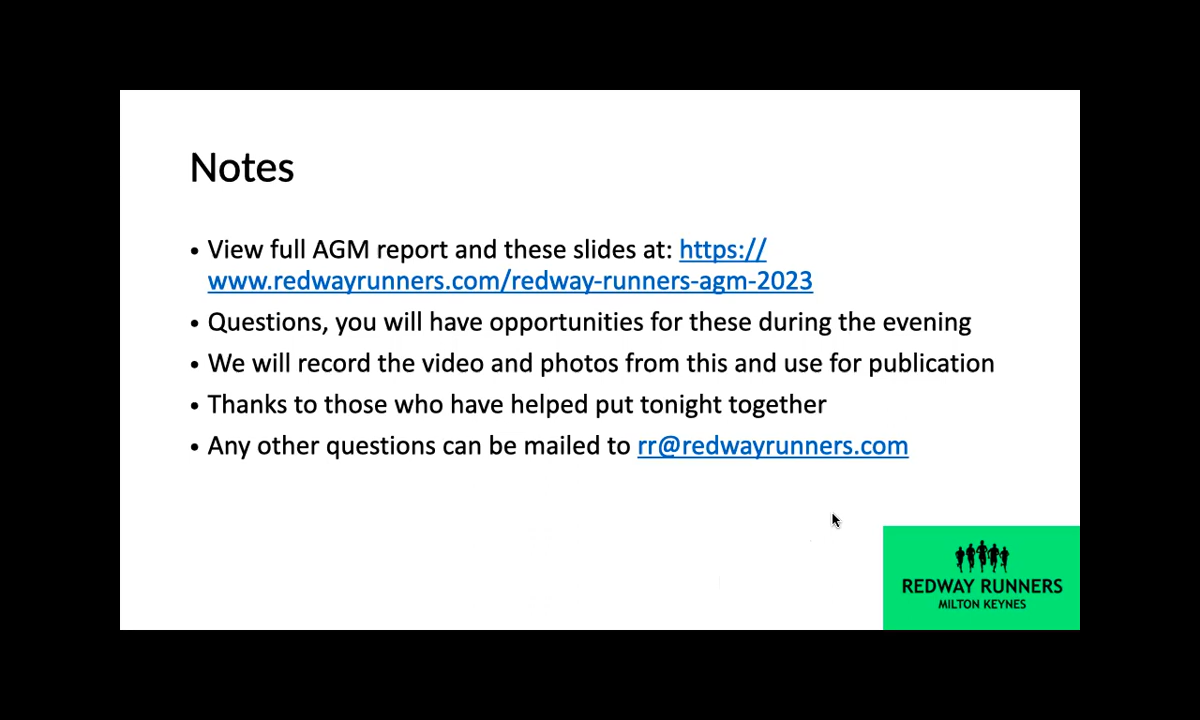 Notes
• View full AGM report and these slides at: https://
www.redwayrunners.com/redway-runners-agm-2023
• Questions, you will have opportunities for these during the evening
• We will record the video and photos from this and use for publication
• Thanks to those who have helped put tonight together
• Any other questions can be mailed to rr@redwayrunners.com
REDWAY RUNNERS
MILTON KEYNES